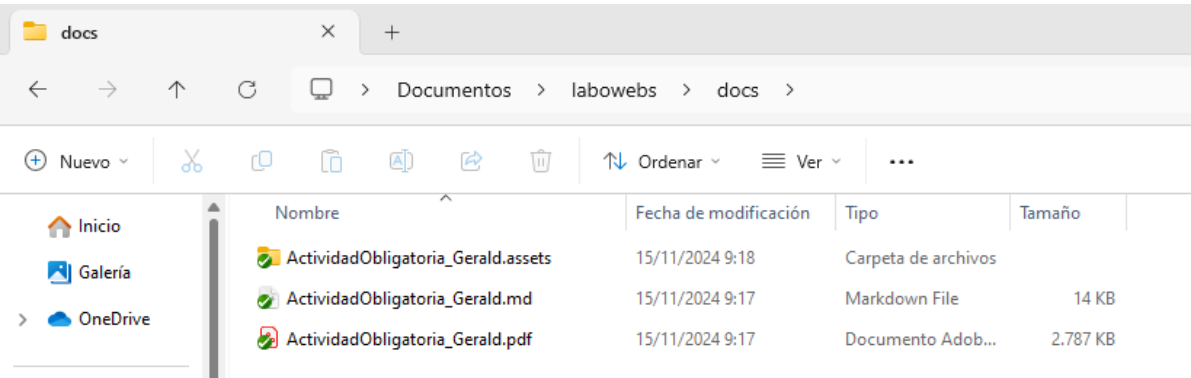 docs
Documentos > labowebs > docs >
Nuevo Ordenar Ver ...
Inicio
Galería
OneDrive
Nombre Fecha de modificación Tipo Tamaño
ActividadObligatoria_Gerald.assets 15/11/2024 9:18 Carpeta de archivos
ActividadObligatoria_Gerald.md 15/11/2024 9:17 Markdown File 14 KB
ActividadObligatoria_Gerald.pdf 15/11/2024 9:17 Documento Adob... 2.787 KB